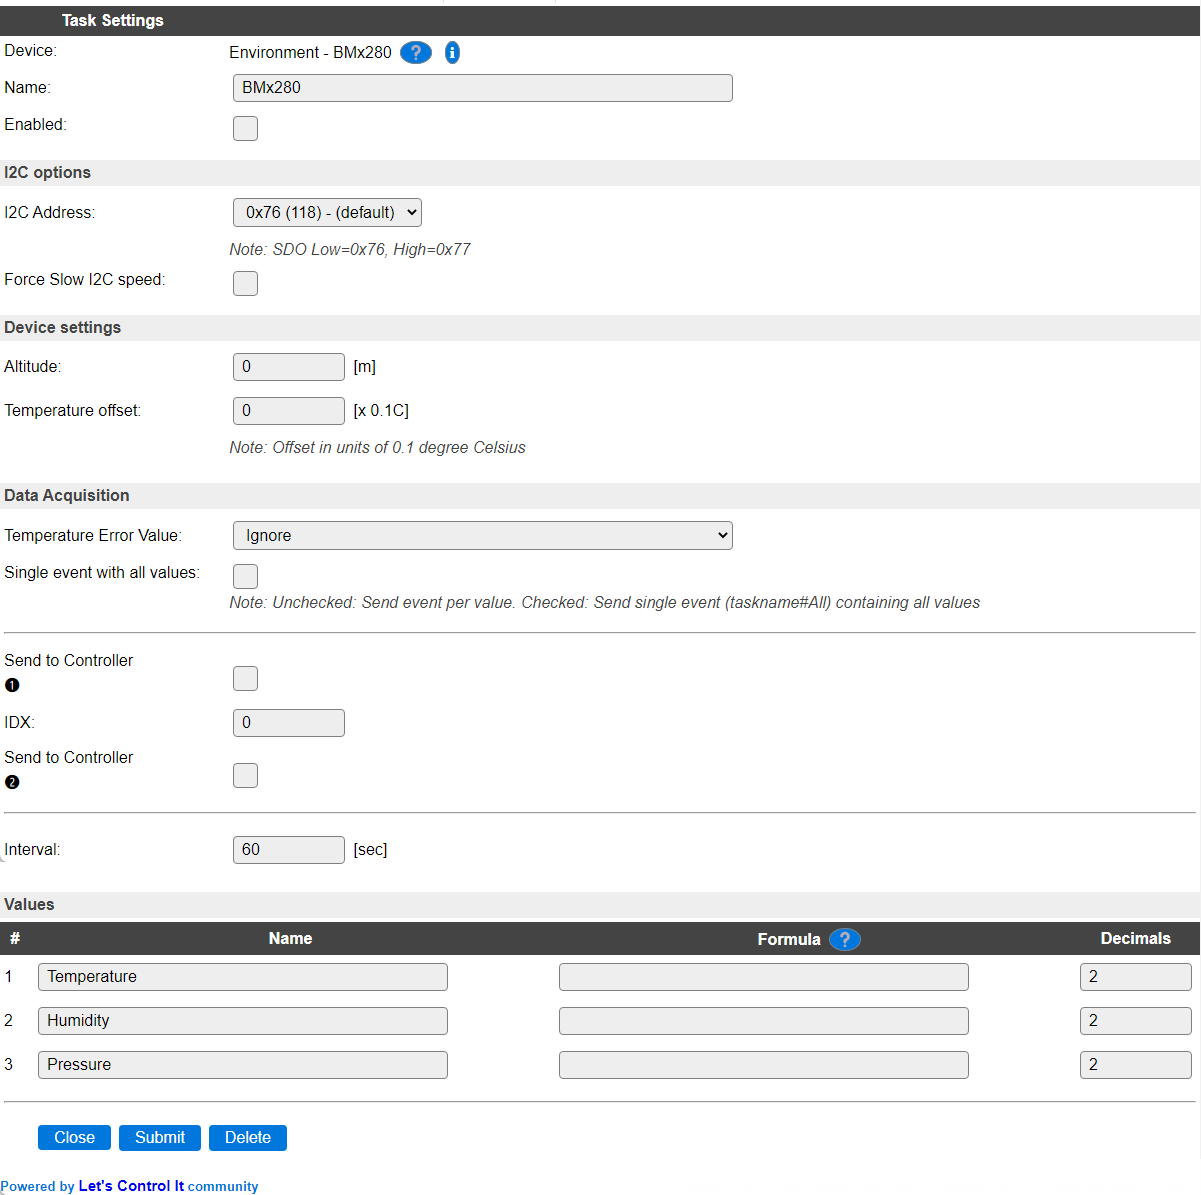 Task Settings
Device: Environment - BMx280 ? i
Name: BMx280
Enabled:
I2C options
I2C Address: 0x76 (118) - (default)
Note: SDO Low=0x76, High=0x77
Force Slow I2C speed:
Device settings
Altitude: 0 [m]
Temperature offset: 0 [x 0.1C]
Note: Offset in units of 0.1 degree Celsius
Data Acquisition
Temperature Error Value: Ignore
Single event with all values:
Note: Unchecked: Send event per value. Checked: Send single event (taskname#All) containing all values
Send to Controller
❶
IDX: 0
Send to Controller
❷
Interval: 60 [sec]
Values
# Name Formula ? Decimals
1 Temperature 2
2 Humidity 2
3 Pressure 2
Close Submit Delete
Powered by Let's Control It community